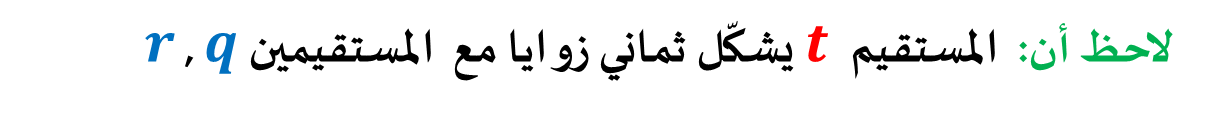 لاحظ أن: المستقيم t يشكّل ثماني زوايا مع المستقيمين r , q